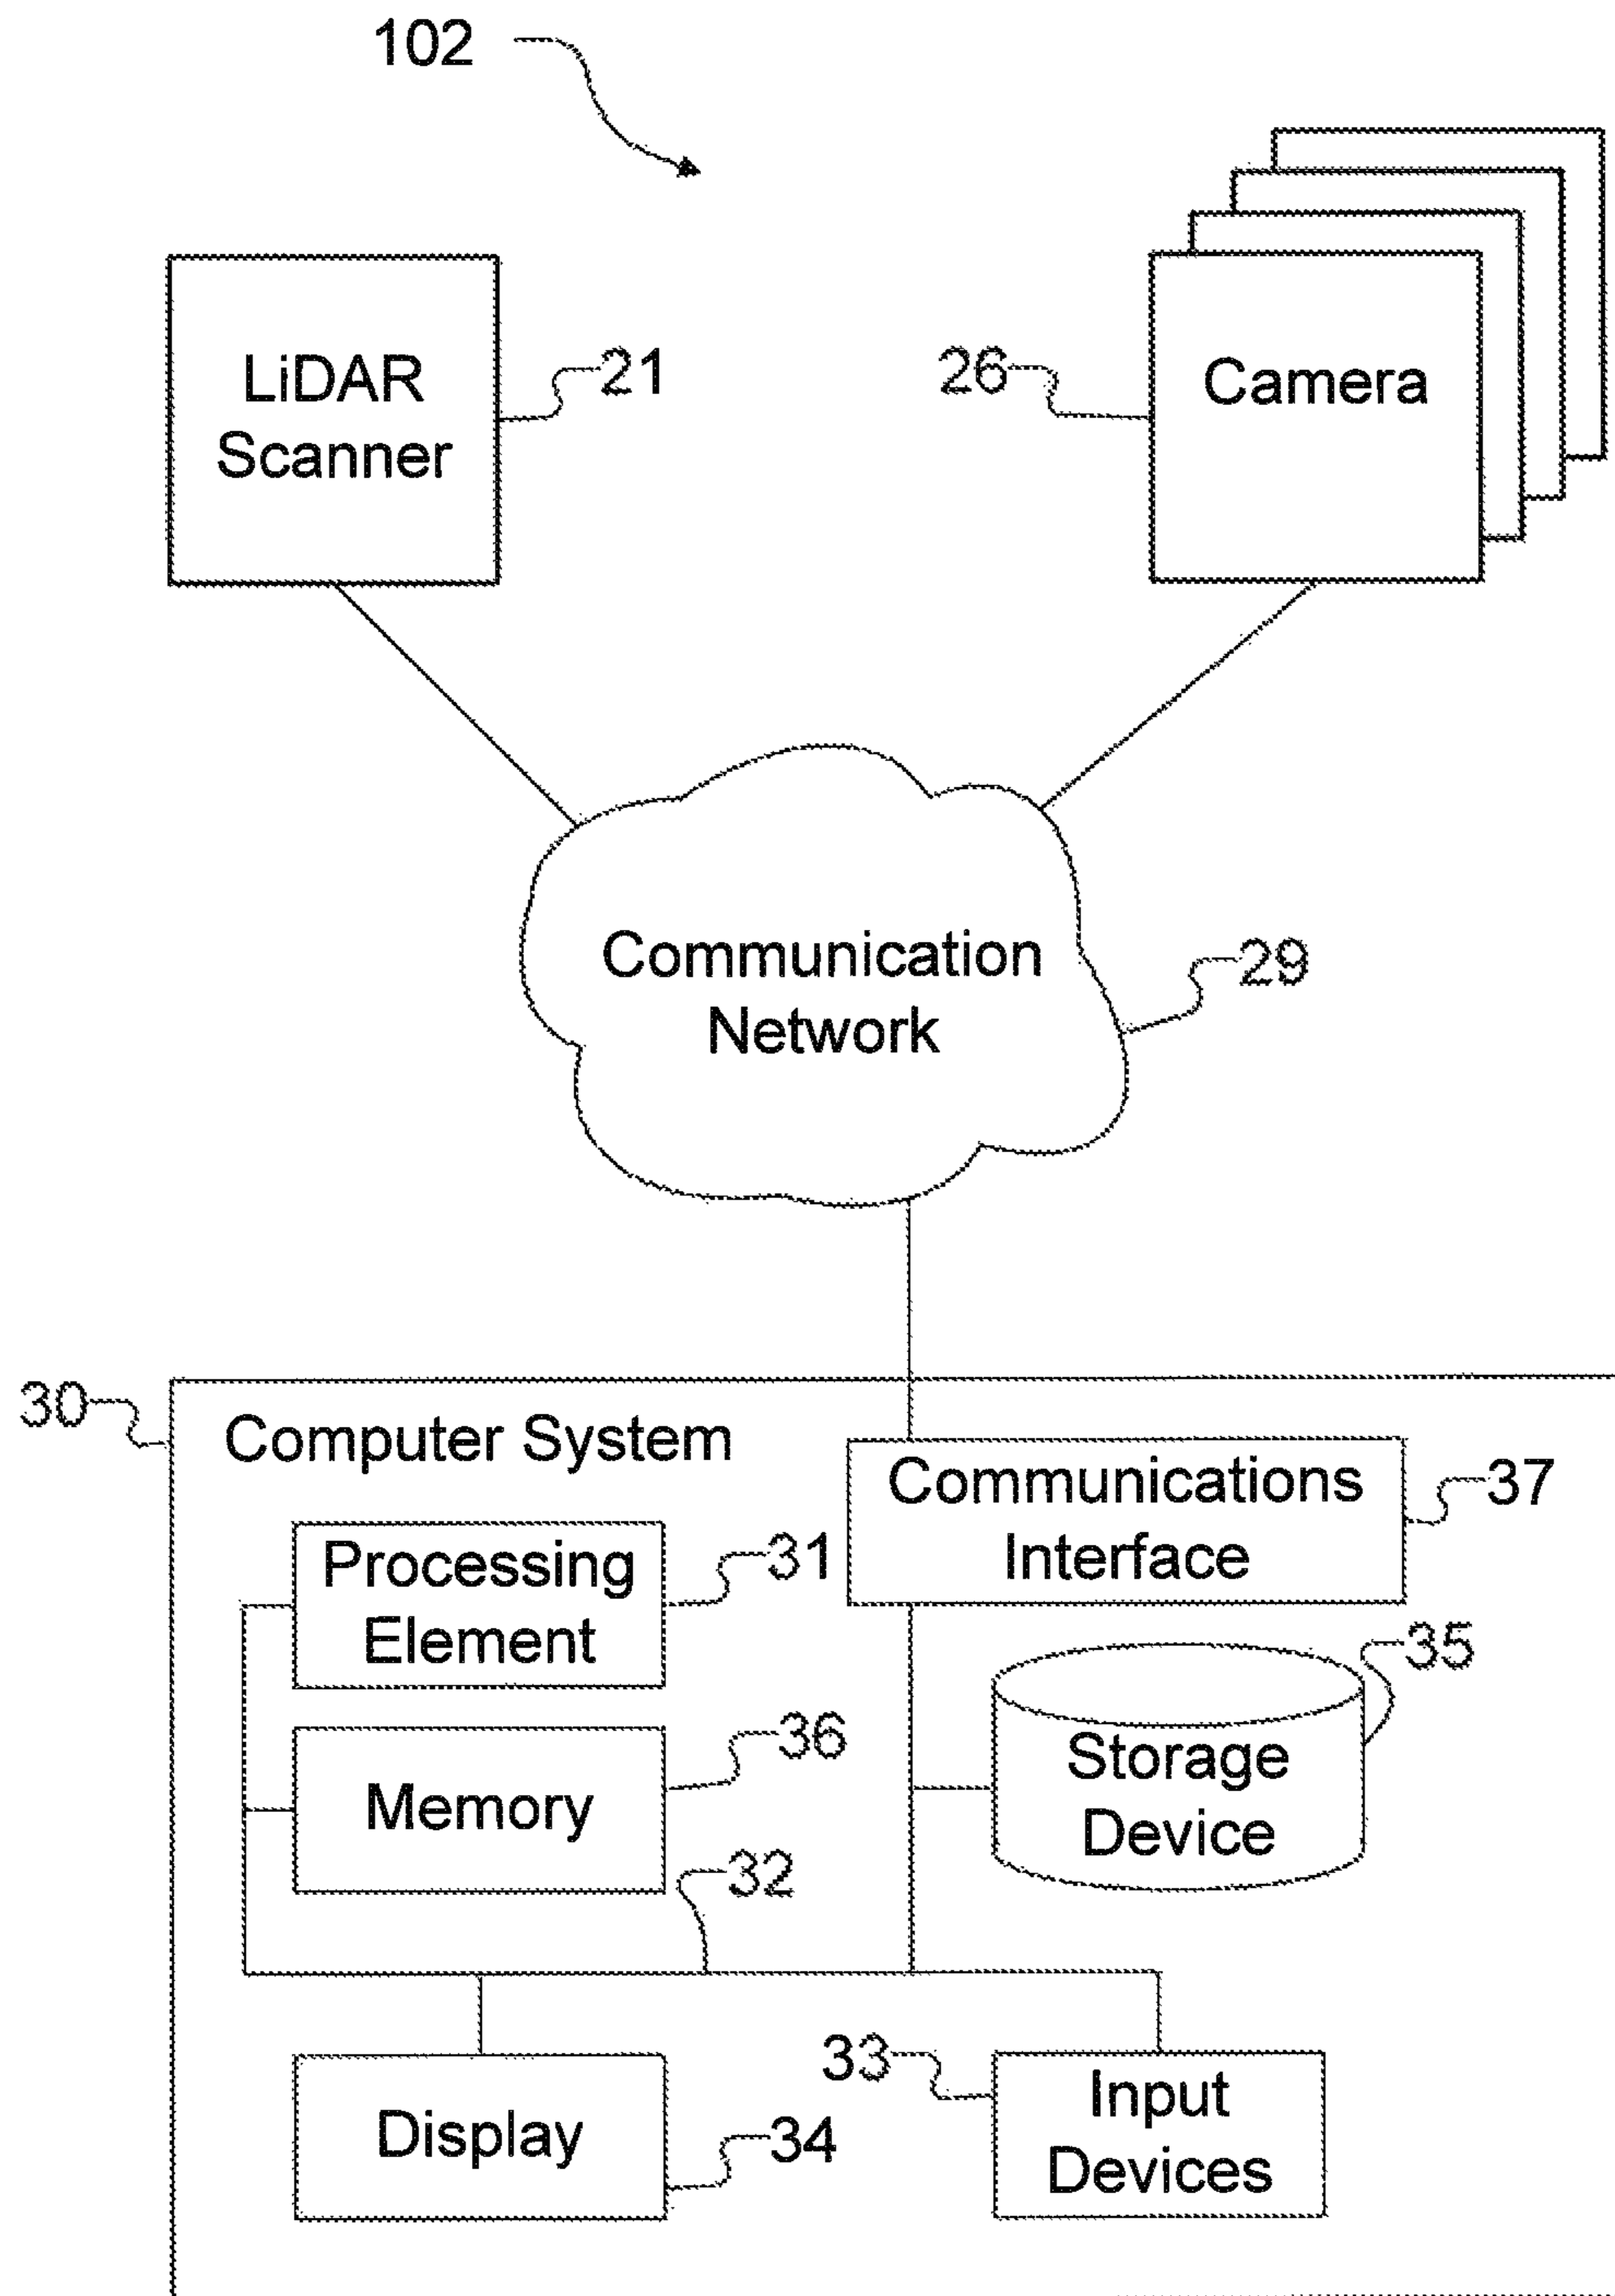 102
LiDAR
Scanner
21
26
Camera
Communication
Network
29
30
Computer System
Communications
Interface
37
Processing
Element
31
35
Storage
Device
Memory
36
32
33
Input
Devices
Display
34